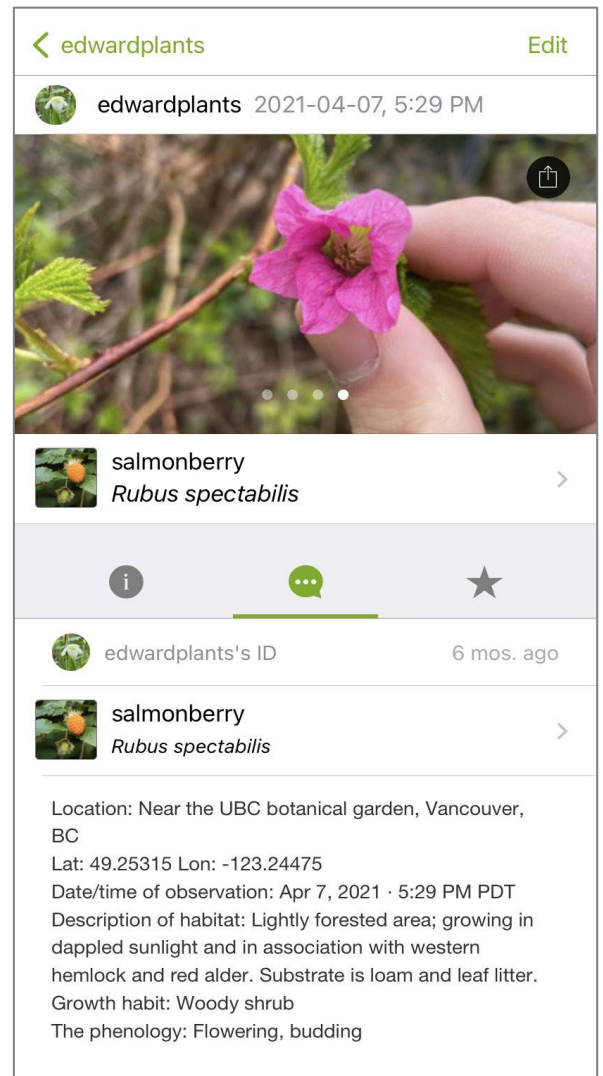 edwardplants Edit
edwardplants 2021-04-07, 5:29 PM
salmonberry
Rubus spectabilis
i
edwardplants's ID 6 mos. ago
salmonberry
Rubus spectabilis
Location: Near the UBC botanical garden, Vancouver,
BC
Lat: 49.25315 Lon: -123.24475
Date/time of observation: Apr 7, 2021 · 5:29 PM PDT
Description of habitat: Lightly forested area; growing in
dappled sunlight and in association with western
hemlock and red alder. Substrate is loam and leaf litter.
Growth habit: Woody shrub
The phenology: Flowering, budding